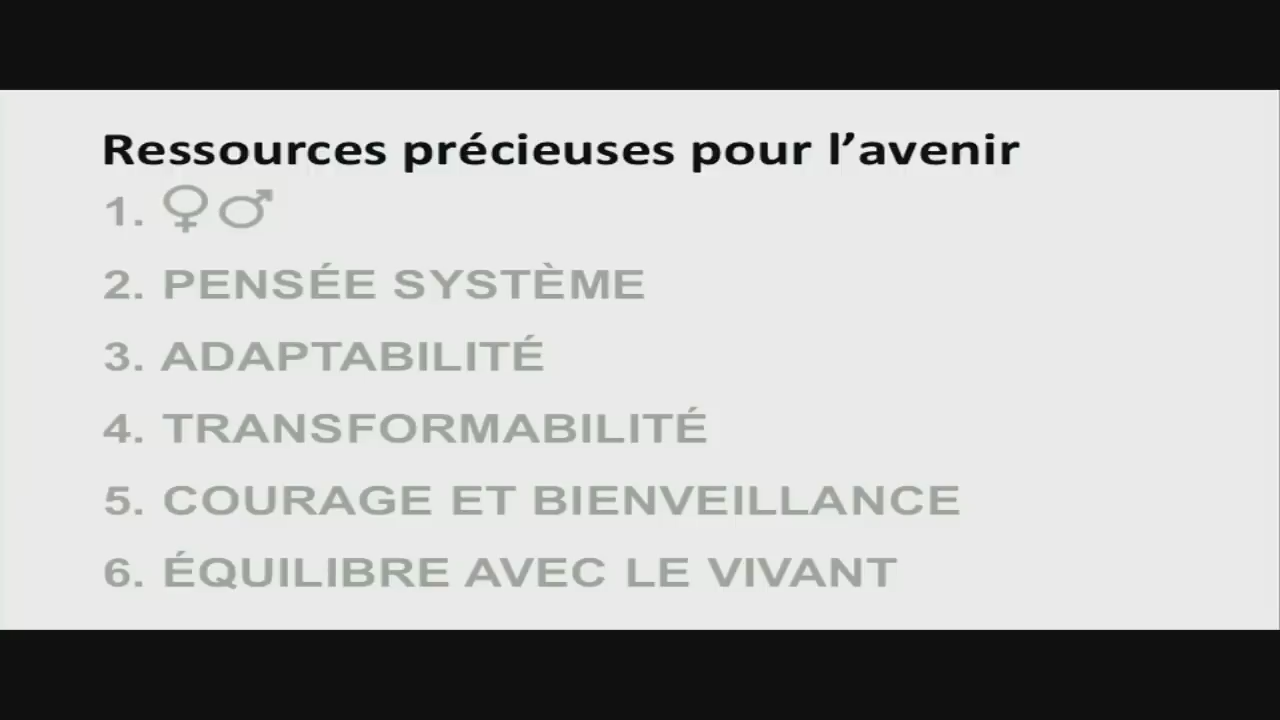 Ressources précieuses pour l’avenir
1. ♀♂
2. PENSÉE SYSTÈME
3. ADAPTABILITÉ
4. TRANSFORMABILITÉ
5. COURAGE ET BIENVEILLANCE
6. ÉQUILIBRE AVEC LE VIVANT